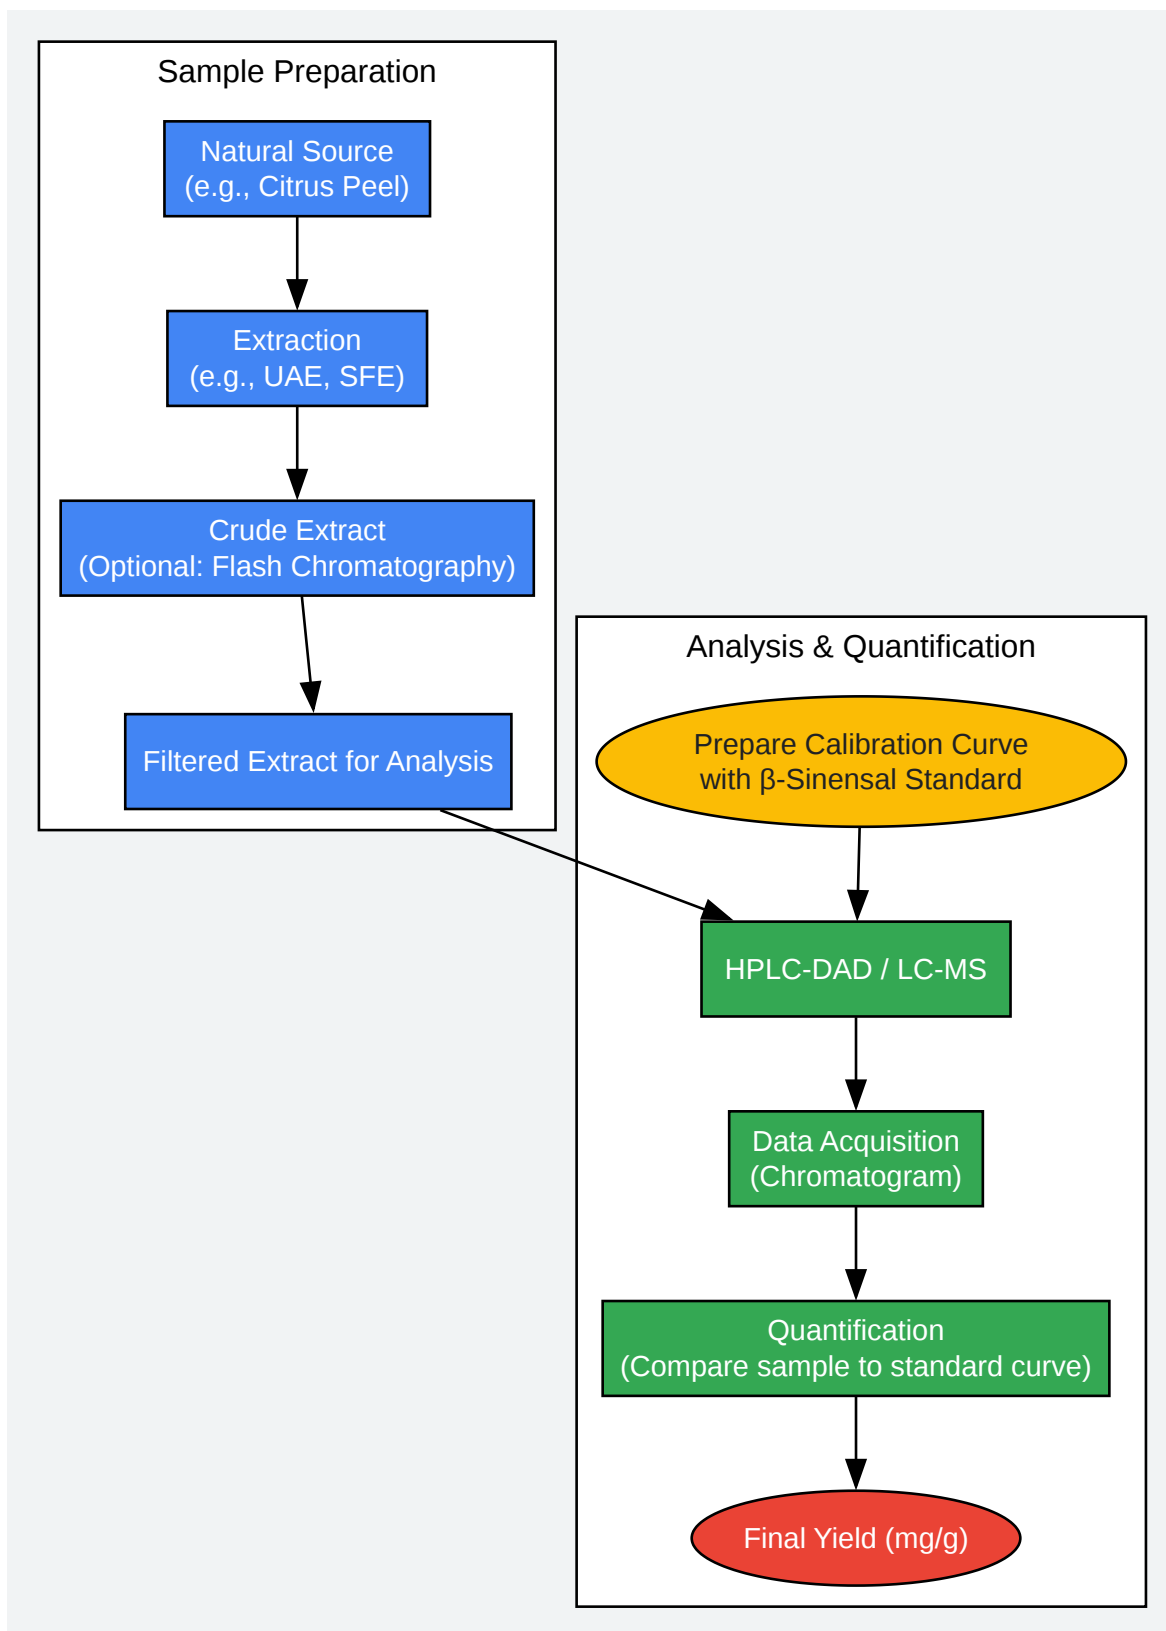 Sample Preparation
Natural Source
(e.g., Citrus Peel)
Extraction
(e.g., UAE, SFE)
Crude Extract
(Optional: Flash Chromatography)
Filtered Extract for Analysis
Analysis & Quantification
Prepare Calibration Curve
with β-Sinensal Standard
HPLC-DAD / LC-MS
Data Acquisition
(Chromatogram)
Quantification
(Compare sample to standard curve)
Final Yield (mg/g)